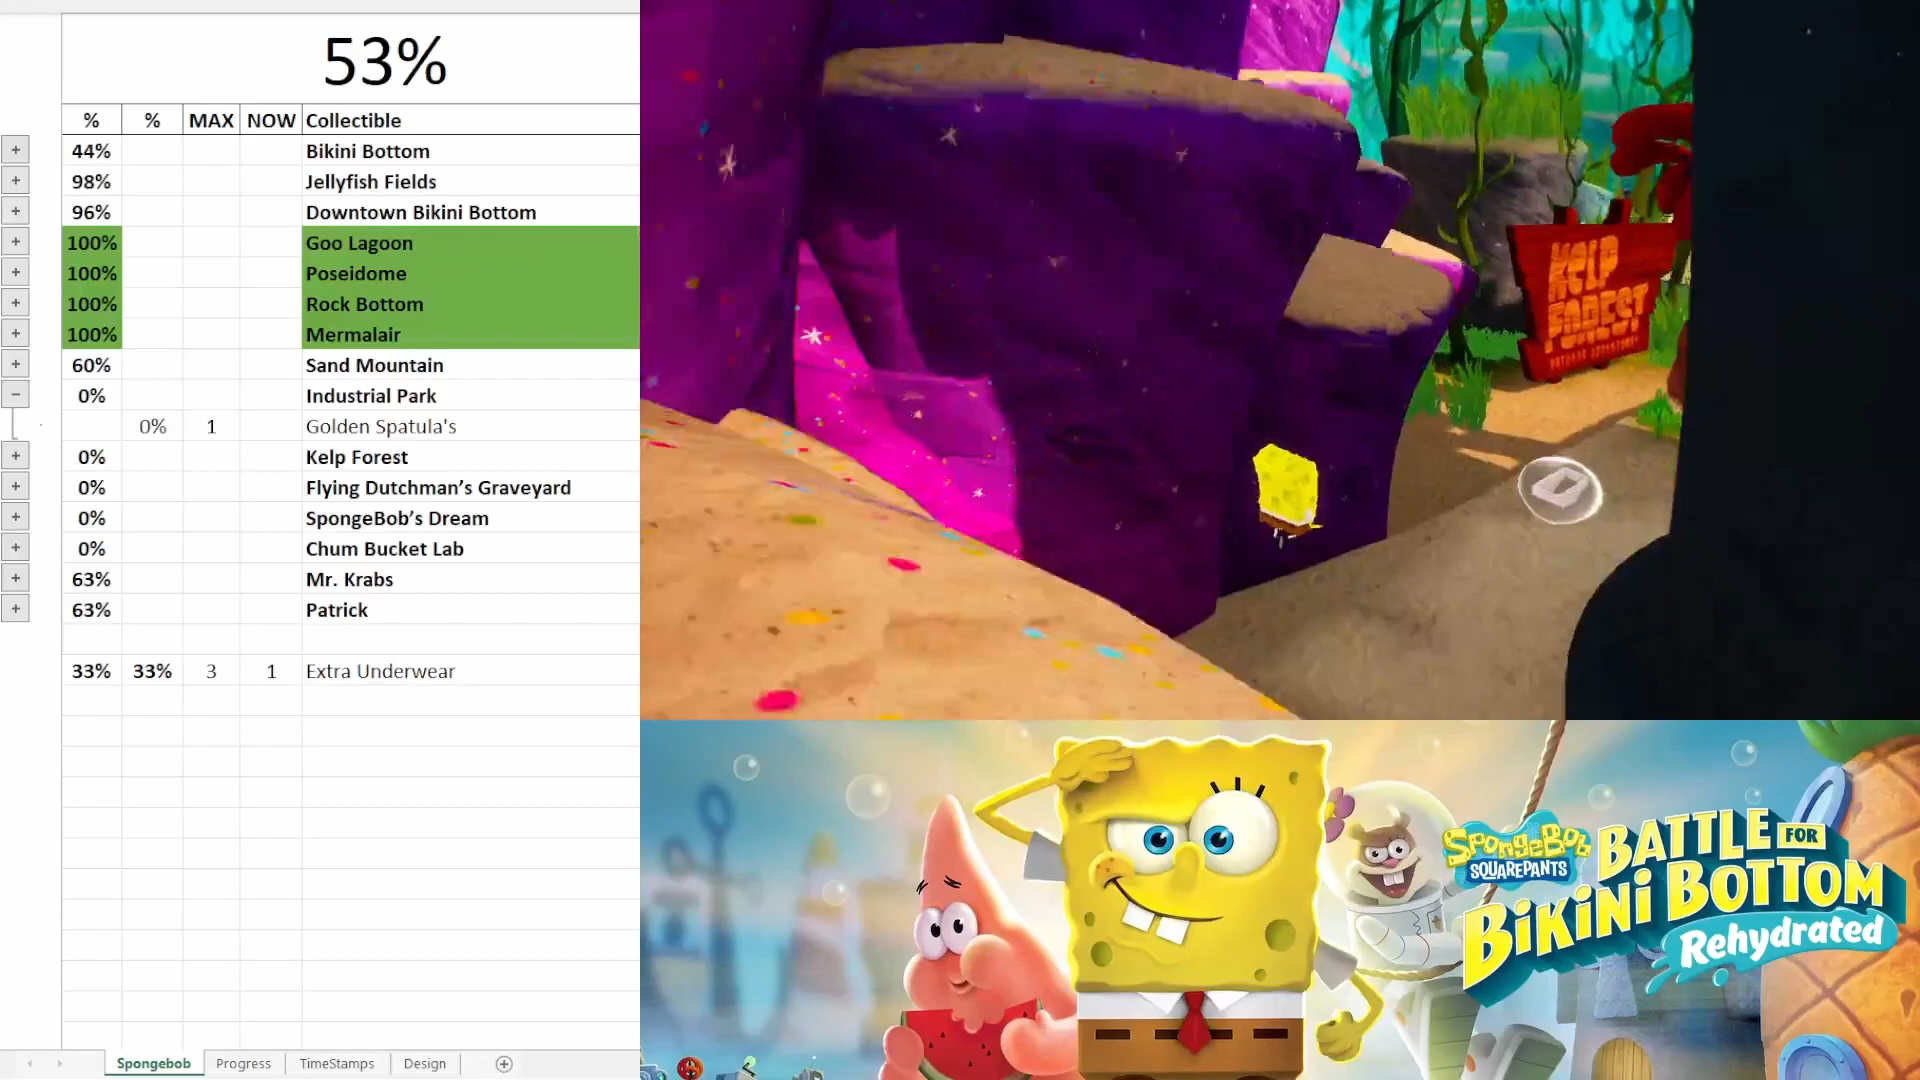 53%
% % MAX NOW Collectible
44% Bikini Bottom
98% Jellyfish Fields
96% Downtown Bikini Bottom
100% Goo Lagoon
100% Poseidome
100% Rock Bottom
100% Mermalair
60% Sand Mountain
0% Industrial Park
0% 1 Golden Spatula's
0% Kelp Forest
0% Flying Dutchman’s Graveyard
0% SpongeBob’s Dream
0% Chum Bucket Lab
63% Mr. Krabs
63% Patrick
33% 33% 3 1 Extra Underwear
Spongebob Progress TimeStamps Design
KELP
FOREST
SPONGEBOB
SQUAREPANTS
BATTLE FOR
BIKINI BOTTOM
Rehydrated